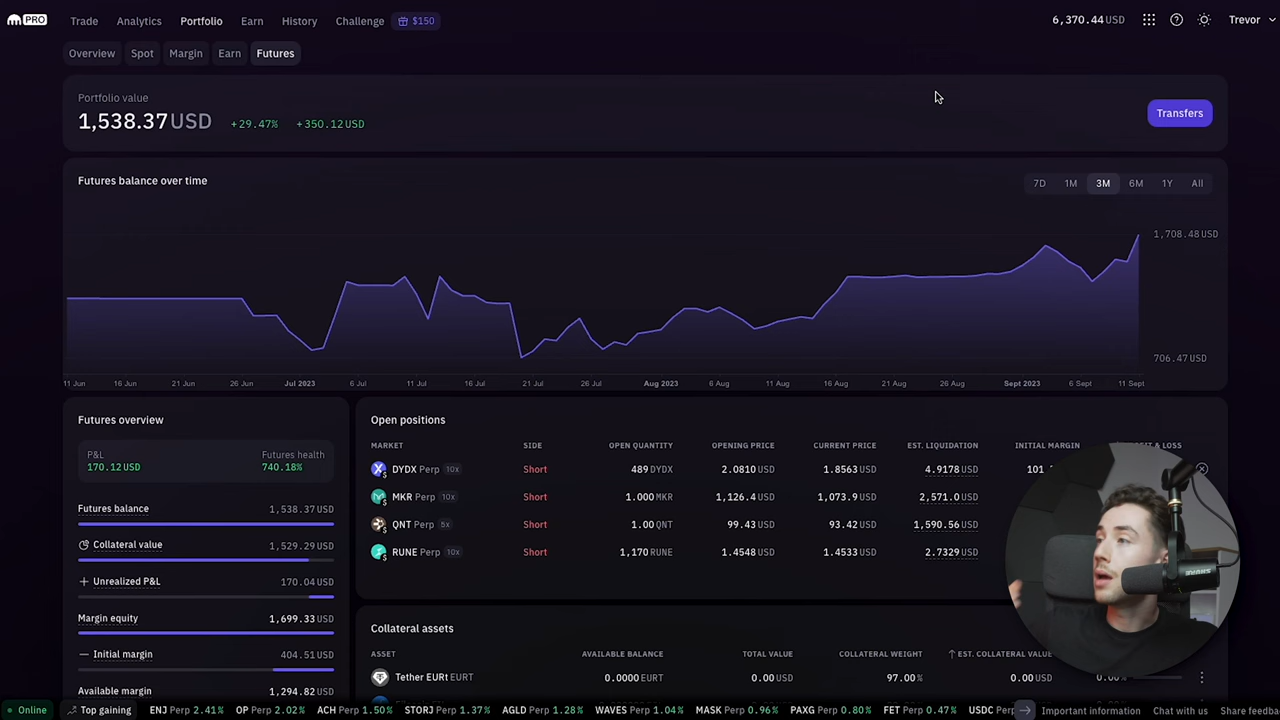 PRO Trade Analytics Portfolio Earn History Challenge $150 6,370.44 USD Trevor
Overview Spot Margin Earn Futures
Portfolio value
1,538.37 USD +29.47% +350.12 USD
Transfers
Futures balance over time
7D 1M 3M 6M 1Y All
1,708.48 USD
706.47 USD
11 Jun 16 Jun 21 Jun 26 Jun Jul 2023 6 Jul 11 Jul 16 Jul 21 Jul 26 Jul Aug 2023 6 Aug 11 Aug 16 Aug 21 Aug 26 Aug Sept 2023 6 Sept 11 Sept
Futures overview
P&L Futures health
170.12 USD 740.18%
Futures balance 1,538.37 USD
Collateral value 1,529.29 USD
Unrealized P&L 170.04 USD
Margin equity 1,699.33 USD
Initial margin 404.51 USD
Available margin 1,294.82 USD
Open positions
MARKET SIDE OPEN QUANTITY OPENING PRICE CURRENT PRICE EST. LIQUIDATION INITIAL MARGIN & LOSS
DYDX Perp 10x Short 489 DYDX 2.0810 USD 1.8563 USD 4.9178 USD 101
MKR Perp 10x Short 1.000 MKR 1,126.4 USD 1,073.9 USD 2,571.0 USD
QNT Perp 5x Short 1.00 QNT 99.43 USD 93.42 USD 1,590.56 USD
RUNE Perp 10x Short 1,170 RUNE 1.4548 USD 1.4533 USD 2.7329 USD
Collateral assets
ASSET AVAILABLE BALANCE TOTAL VALUE COLLATERAL WEIGHT EST. COLLATERAL VALUE
Tether EURt EURT 0.0000 EURT 0.00 USD 97.00% 0.00 USD 0.00%
Online Top gaining ENJ Perp 2.41% OP Perp 2.02% ACH Perp 1.50% STORJ Perp 1.37% AGLD Perp 1.28% WAVES Perp 1.04% MASK Perp 0.96% PAXG Perp 0.80% FET Perp 0.47% USDC Perp Important information Chat with us Share feedba